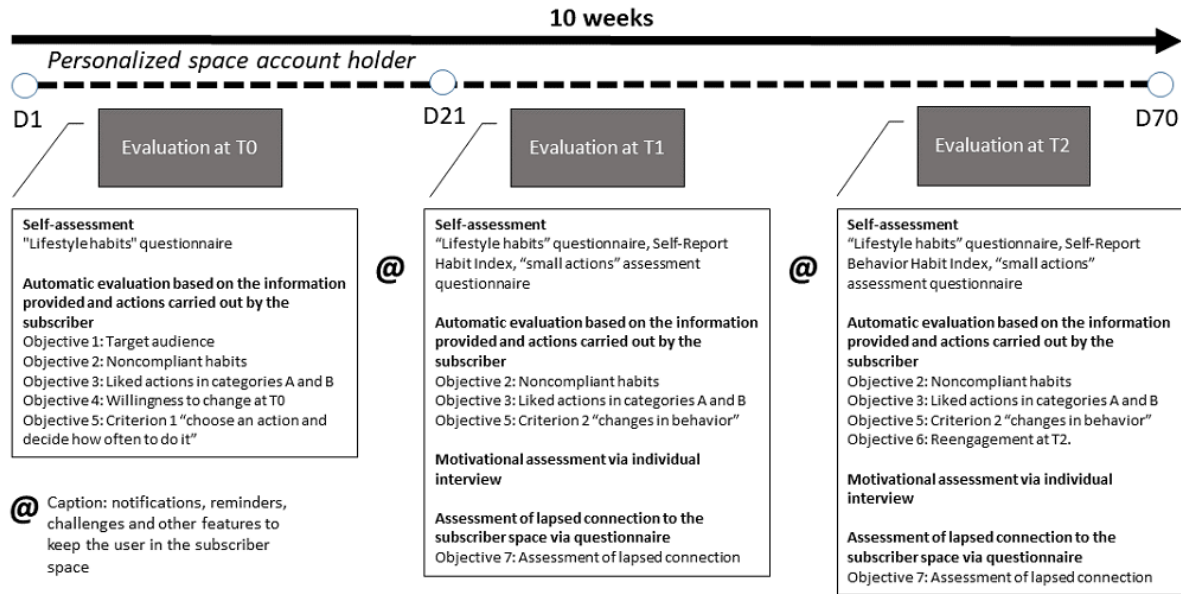 10 weeks
Personalized space account holder
D1
D21
D70
Evaluation at T0
Evaluation at T1
Evaluation at T2
Self-assessment
"Lifestyle habits" questionnaire
Automatic evaluation based on the information
provided and actions carried out by the
subscriber
Objective 1: Target audience
Objective 2: Noncompliant habits
Objective 3: Liked actions in categories A and B
Objective 4: Willingness to change at T0
Objective 5: Criterion 1 “choose an action and
decide how often to do it”
@
Caption: notifications, reminders,
challenges and other features to
keep the user in the subscriber
space
@
Self-assessment
“Lifestyle habits” questionnaire, Self-Report
Habit Index, “small actions” assessment
questionnaire
Automatic evaluation based on the information
provided and actions carried out by the
subscriber
Objective 2: Noncompliant habits
Objective 3: Liked actions in categories A and B
Objective 5: Criterion 2 “changes in behavior”
Motivational assessment via individual
interview
Assessment of lapsed connection to the
subscriber space via questionnaire
Objective 7: Assessment of lapsed connection
@
Self-assessment
“Lifestyle habits” questionnaire, Self-Report
Behavior Habit Index, “small actions”
assessment questionnaire
Automatic evaluation based on the information
provided and actions carried out by the
subscriber
Objective 2: Noncompliant habits
Objective 3: Liked actions in categories A and B
Objective 5: Criterion 2 “changes in behavior”
Objective 6: Reengagement at T2.
Motivational assessment via individual
interview
Assessment of lapsed connection to the
subscriber space via questionnaire
Objective 7: Assessment of lapsed connection